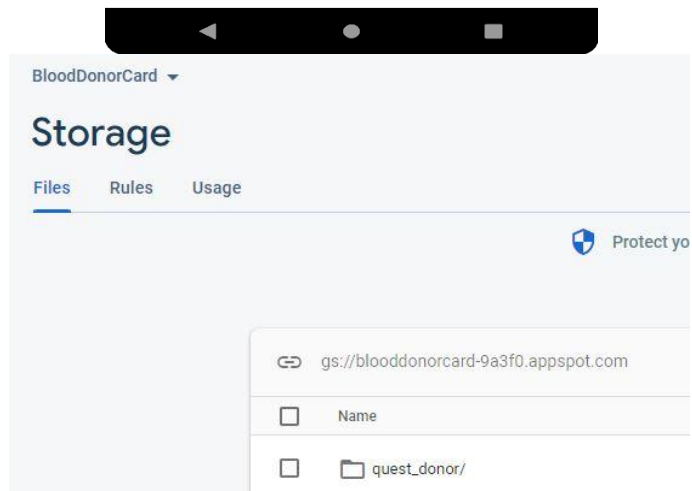 BloodDonorCard
Storage
Files Rules Usage
Protect yo
gs://blooddonorcard-9a3f0.appspot.com
Name
quest_donor/